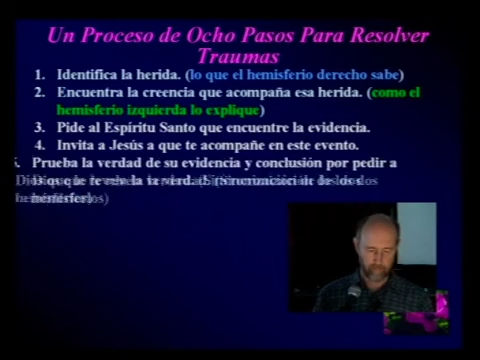 Un Proceso de Ocho Pasos Para Resolver
Traumas
1. Identifica la herida. (lo que el hemisferio derecho sabe)
2. Encuentra la creencia que acompaña esa herida. (como el
hemisferio izquierda lo explique)
3. Pide al Espíritu Santo que encuentre la evidencia.
4. Invita a Jesús a que te acompañe en este evento.
Prueba la verdad de su evidencia y conclusión por pedir a